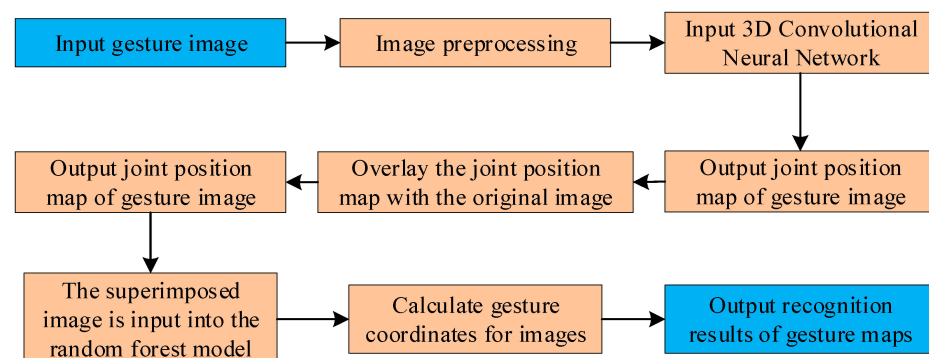 Input gesture image
Image preprocessing
Input 3D Convolutional
Neural Network
Output joint position
map of gesture image
Overlay the joint position
map with the original image
Output joint position
map of gesture image
The superimposed
image is input into the
random forest model
Calculate gesture
coordinates for images
Output recognition
results of gesture maps